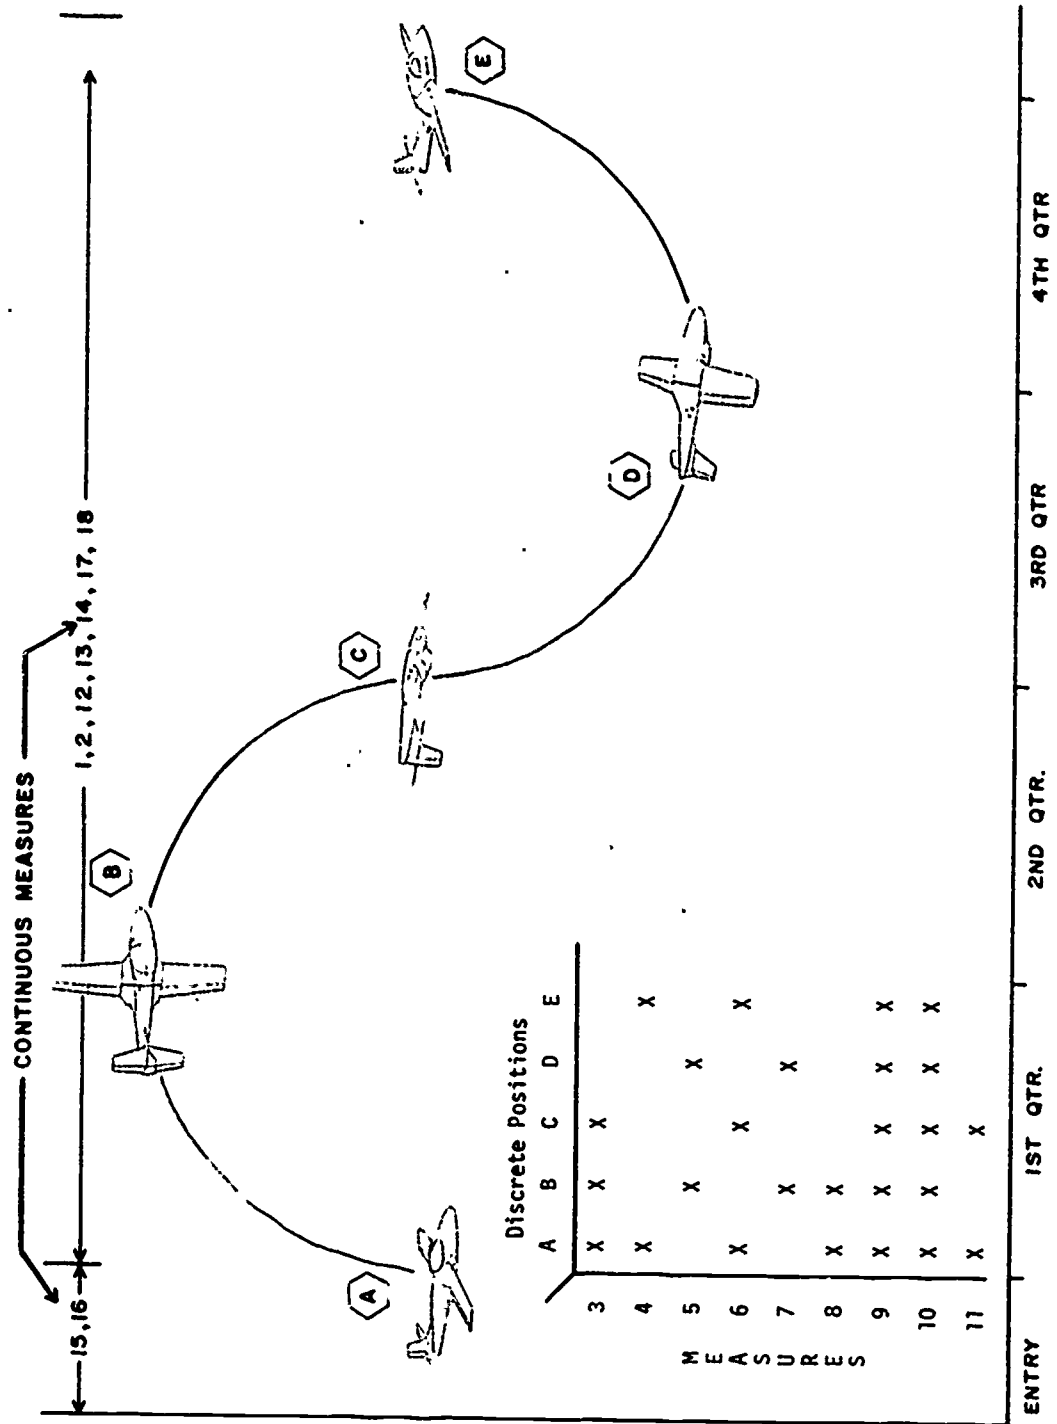 CONTINUOUS MEASURES
15,16
1,2,12,13,14,17,18
A
B
C
D
E
Discrete Positions
A B C D E
MEASURES
3 X X X
4 X X
5 X X
6 X X X
7 X X
8 X X
9 X X X X X
10 X X X X X
11 X X
ENTRY 1ST QTR. 2ND QTR. 3RD QTR 4TH QTR